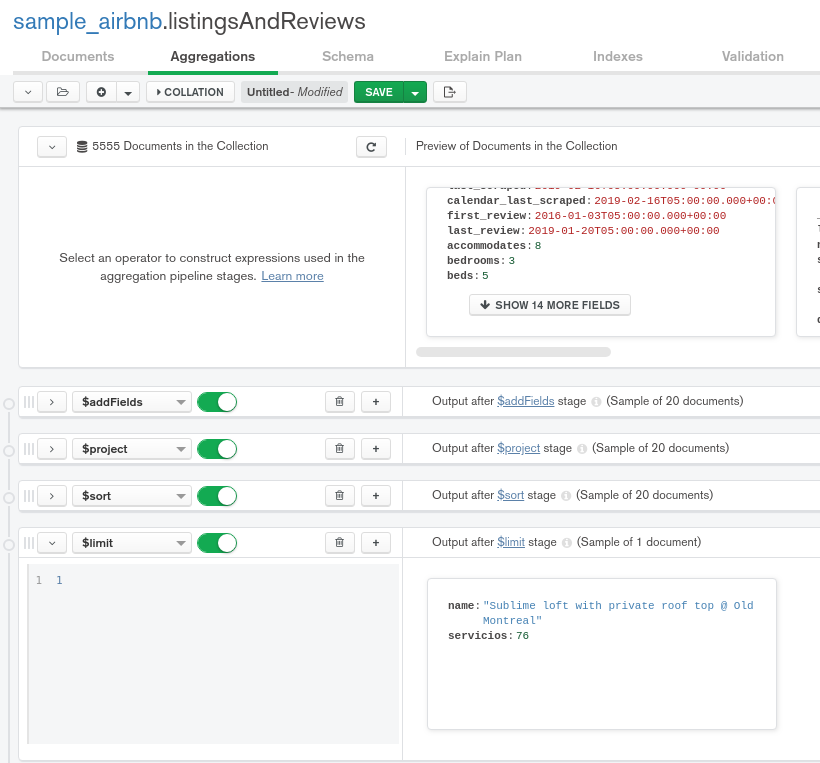 sample_airbnb.listingsAndReviews
Documents Aggregations Schema Explain Plan Indexes Validation
COLLATION Untitled- Modified SAVE
5555 Documents in the Collection Preview of Documents in the Collection
calendar_last_scraped: 2019-02-16T05:00:00.000+00:0
first_review: 2016-01-03T05:00:00.000+00:00
last_review: 2019-01-20T05:00:00.000+00:00
accommodates: 8
bedrooms: 3
beds: 5
SHOW 14 MORE FIELDS
Select an operator to construct expressions used in the
aggregation pipeline stages. Learn more
$addFields Output after $addFields stage (Sample of 20 documents)
$project Output after $project stage (Sample of 20 documents)
$sort Output after $sort stage (Sample of 20 documents)
$limit Output after $limit stage (Sample of 1 document)
1 1
name: "Sublime loft with private roof top @ Old
Montreal"
servicios: 76